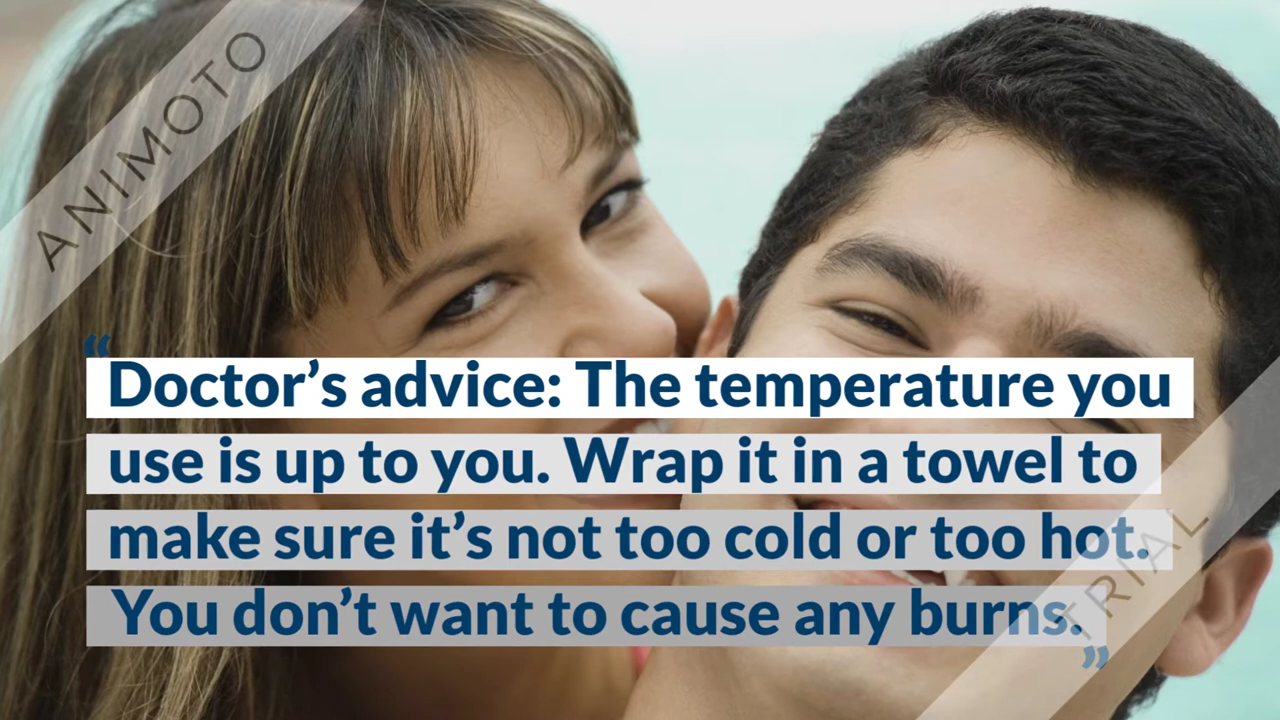 ANIMOTO
“
Doctor’s advice: The temperature you
use is up to you. Wrap it in a towel to
make sure it’s not too cold or too hot.
You don’t want to cause any burns.
”
TRIAL